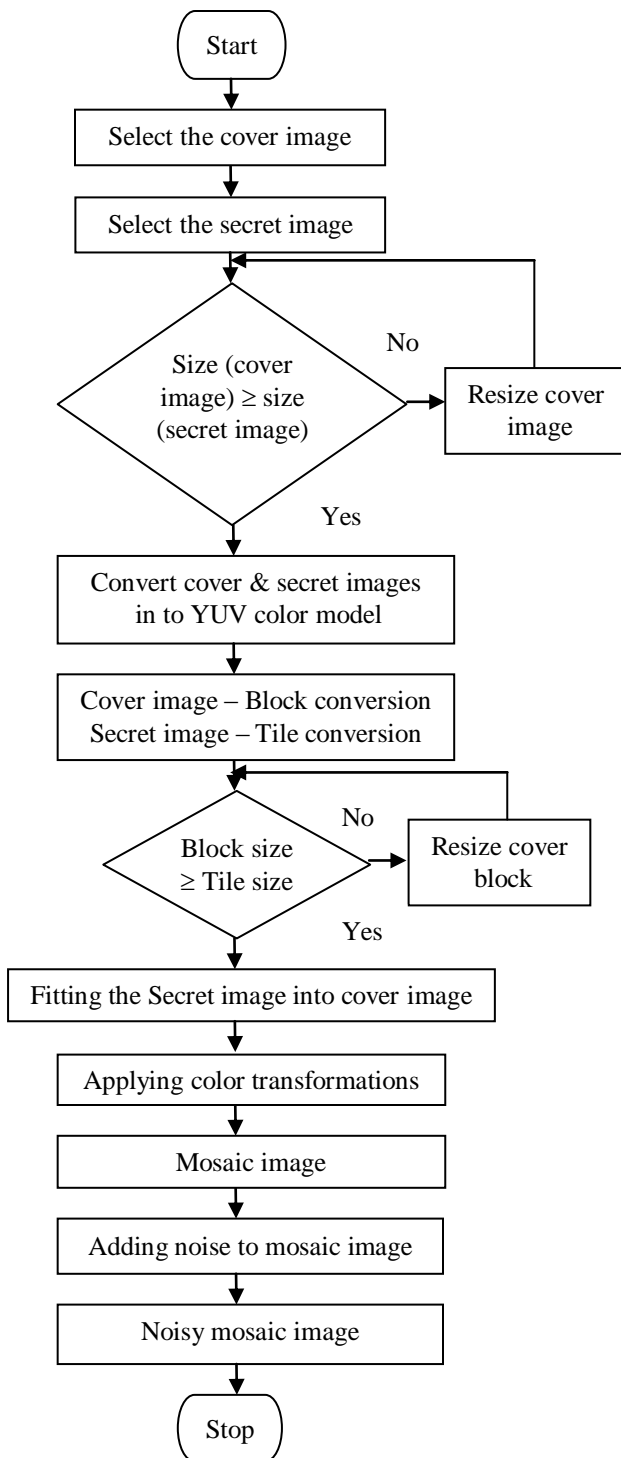 Start
Select the cover image
Select the secret image
No
Size (cover
image) ≥ size
(secret image)
Resize cover
image
Yes
Convert cover & secret images
in to YUV color model
Cover image – Block conversion
Secret image – Tile conversion
No
Block size
≥ Tile size
Resize cover
block
Yes
Fitting the Secret image into cover image
Applying color transformations
Mosaic image
Adding noise to mosaic image
Noisy mosaic image
Stop